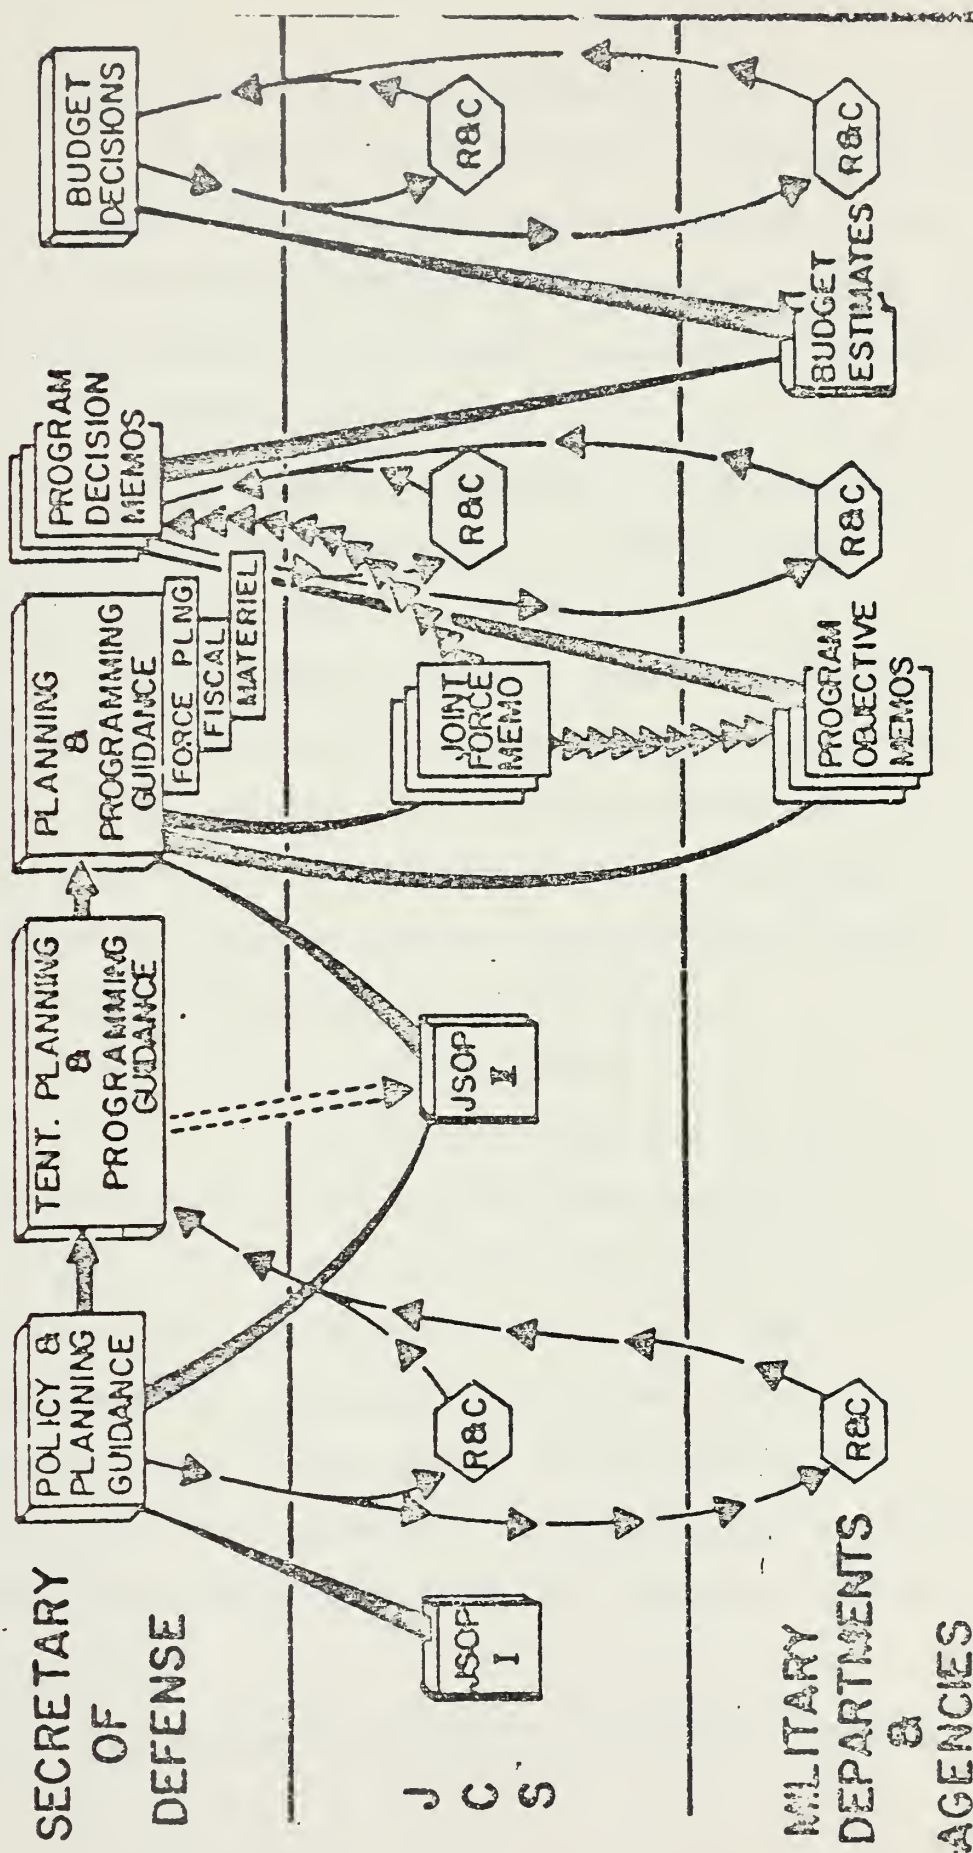 SECRETARY
OF
DEFENSE
POLICY &
PLANNING
GUIDANCE
TENT. PLANNING
&
PROGRAMMING
GUIDANCE
PLANNING
&
PROGRAMMING
GUIDANCE
FORCE PLNG
FISCAL
MATERIEL
PROGRAM
DECISION
MEMOS
BUDGET
DECISIONS
J
C
S
JSOP
I
R&C
JSOP
II
JOINT
FORCE
MEMO
R&C
R&C
MILITARY
DEPARTMENTS
&
AGENCIES
R&C
PROGRAM
OBJECTIVE
MEMOS
R&C
BUDGET
ESTIMATES
R&C